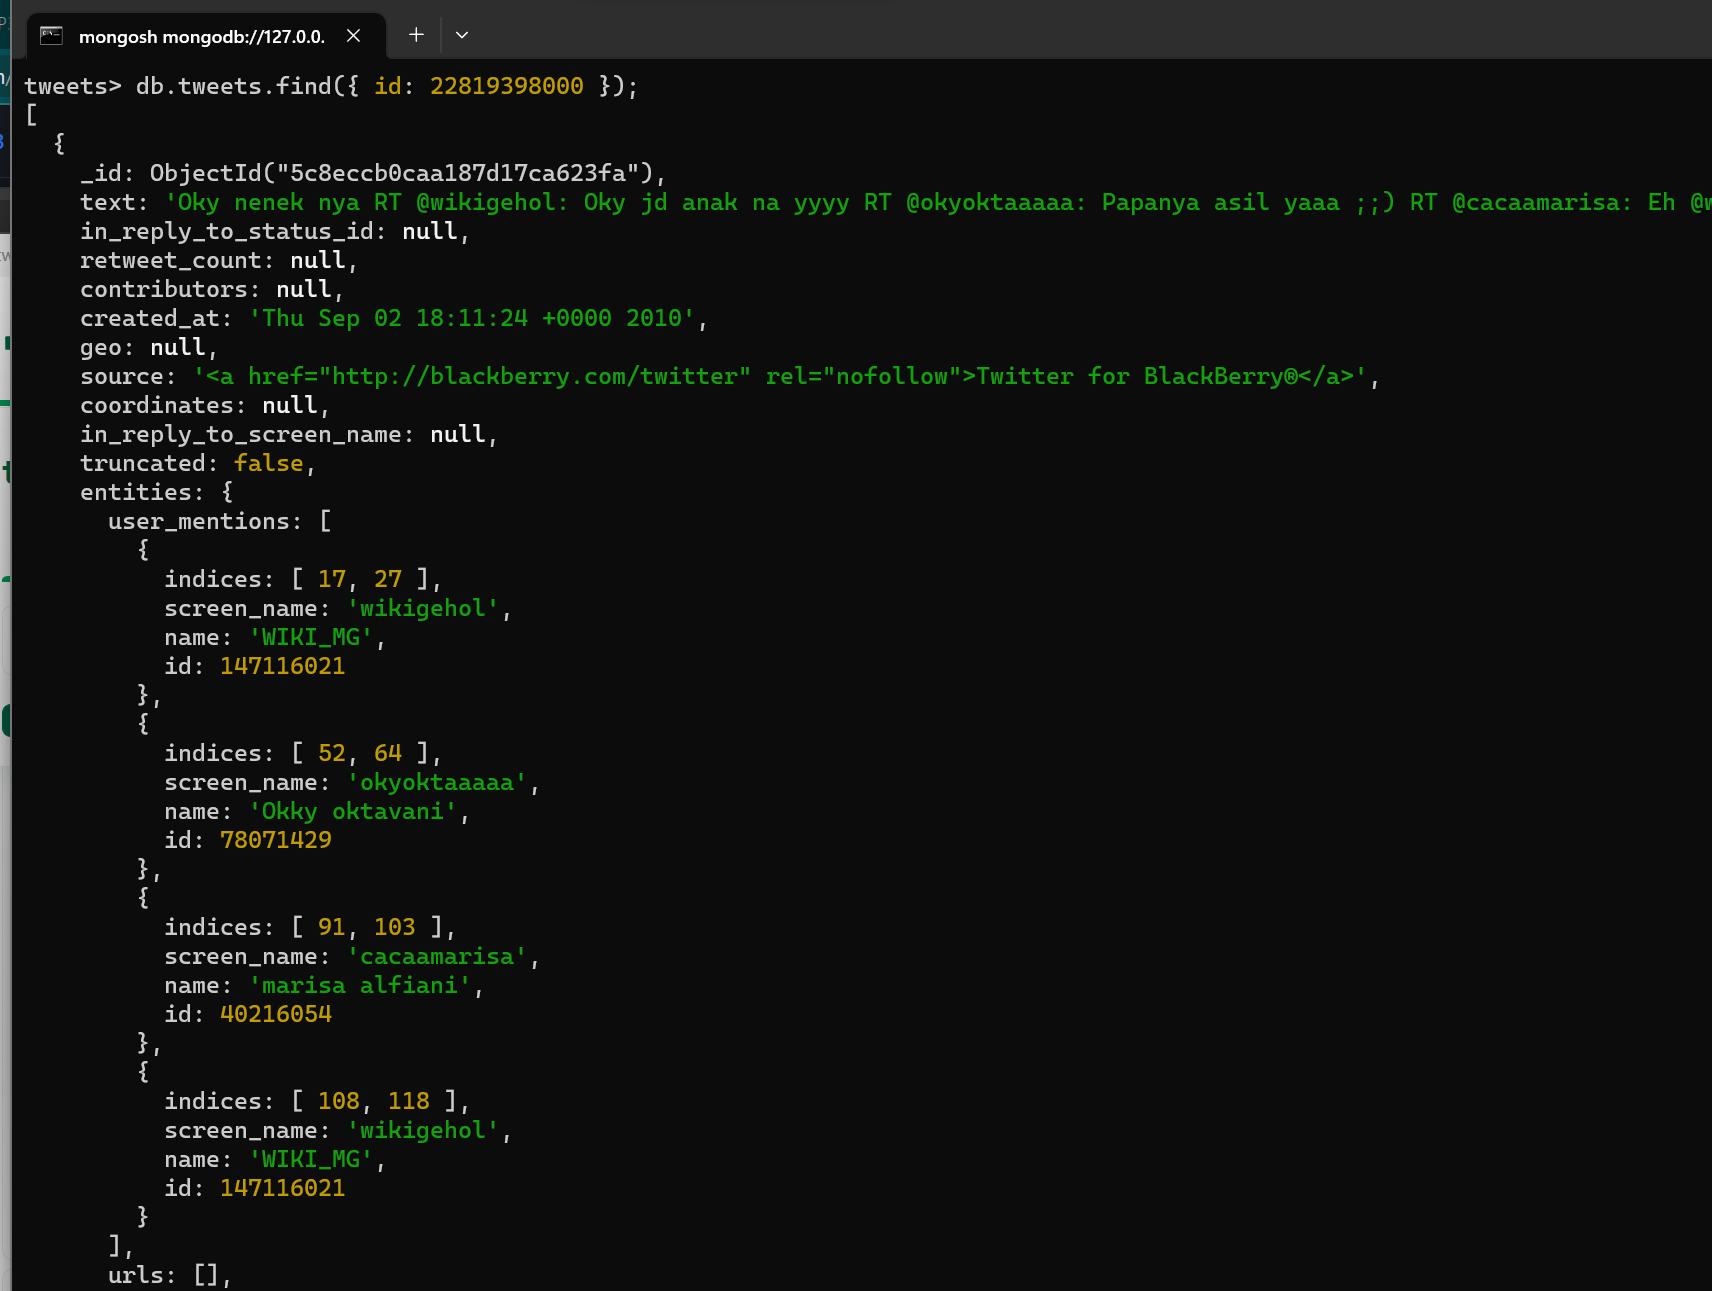 mongosh mongodb://127.0.0.
tweets> db.tweets.find({ id: 22819398000 });
[
  {
    _id: ObjectId("5c8eccb0caa187d17ca623fa"),
    text: 'Oky nenek nya RT @wikigehol: Oky jd anak na yyyy RT @okyoktaaaaa: Papanya asil yaaa ;;) RT @cacaamarisa: Eh @w
    in_reply_to_status_id: null,
    retweet_count: null,
    contributors: null,
    created_at: 'Thu Sep 02 18:11:24 +0000 2010',
    geo: null,
    source: '<a href="http://blackberry.com/twitter" rel="nofollow">Twitter for BlackBerry®</a>',
    coordinates: null,
    in_reply_to_screen_name: null,
    truncated: false,
    entities: {
      user_mentions: [
        {
          indices: [ 17, 27 ],
          screen_name: 'wikigehol',
          name: 'WIKI_MG',
          id: 147116021
        },
        {
          indices: [ 52, 64 ],
          screen_name: 'okyoktaaaaa',
          name: 'Okky oktavani',
          id: 78071429
        },
        {
          indices: [ 91, 103 ],
          screen_name: 'cacaamarisa',
          name: 'marisa alfiani',
          id: 40216054
        },
        {
          indices: [ 108, 118 ],
          screen_name: 'wikigehol',
          name: 'WIKI_MG',
          id: 147116021
        }
      ],
      urls: [],